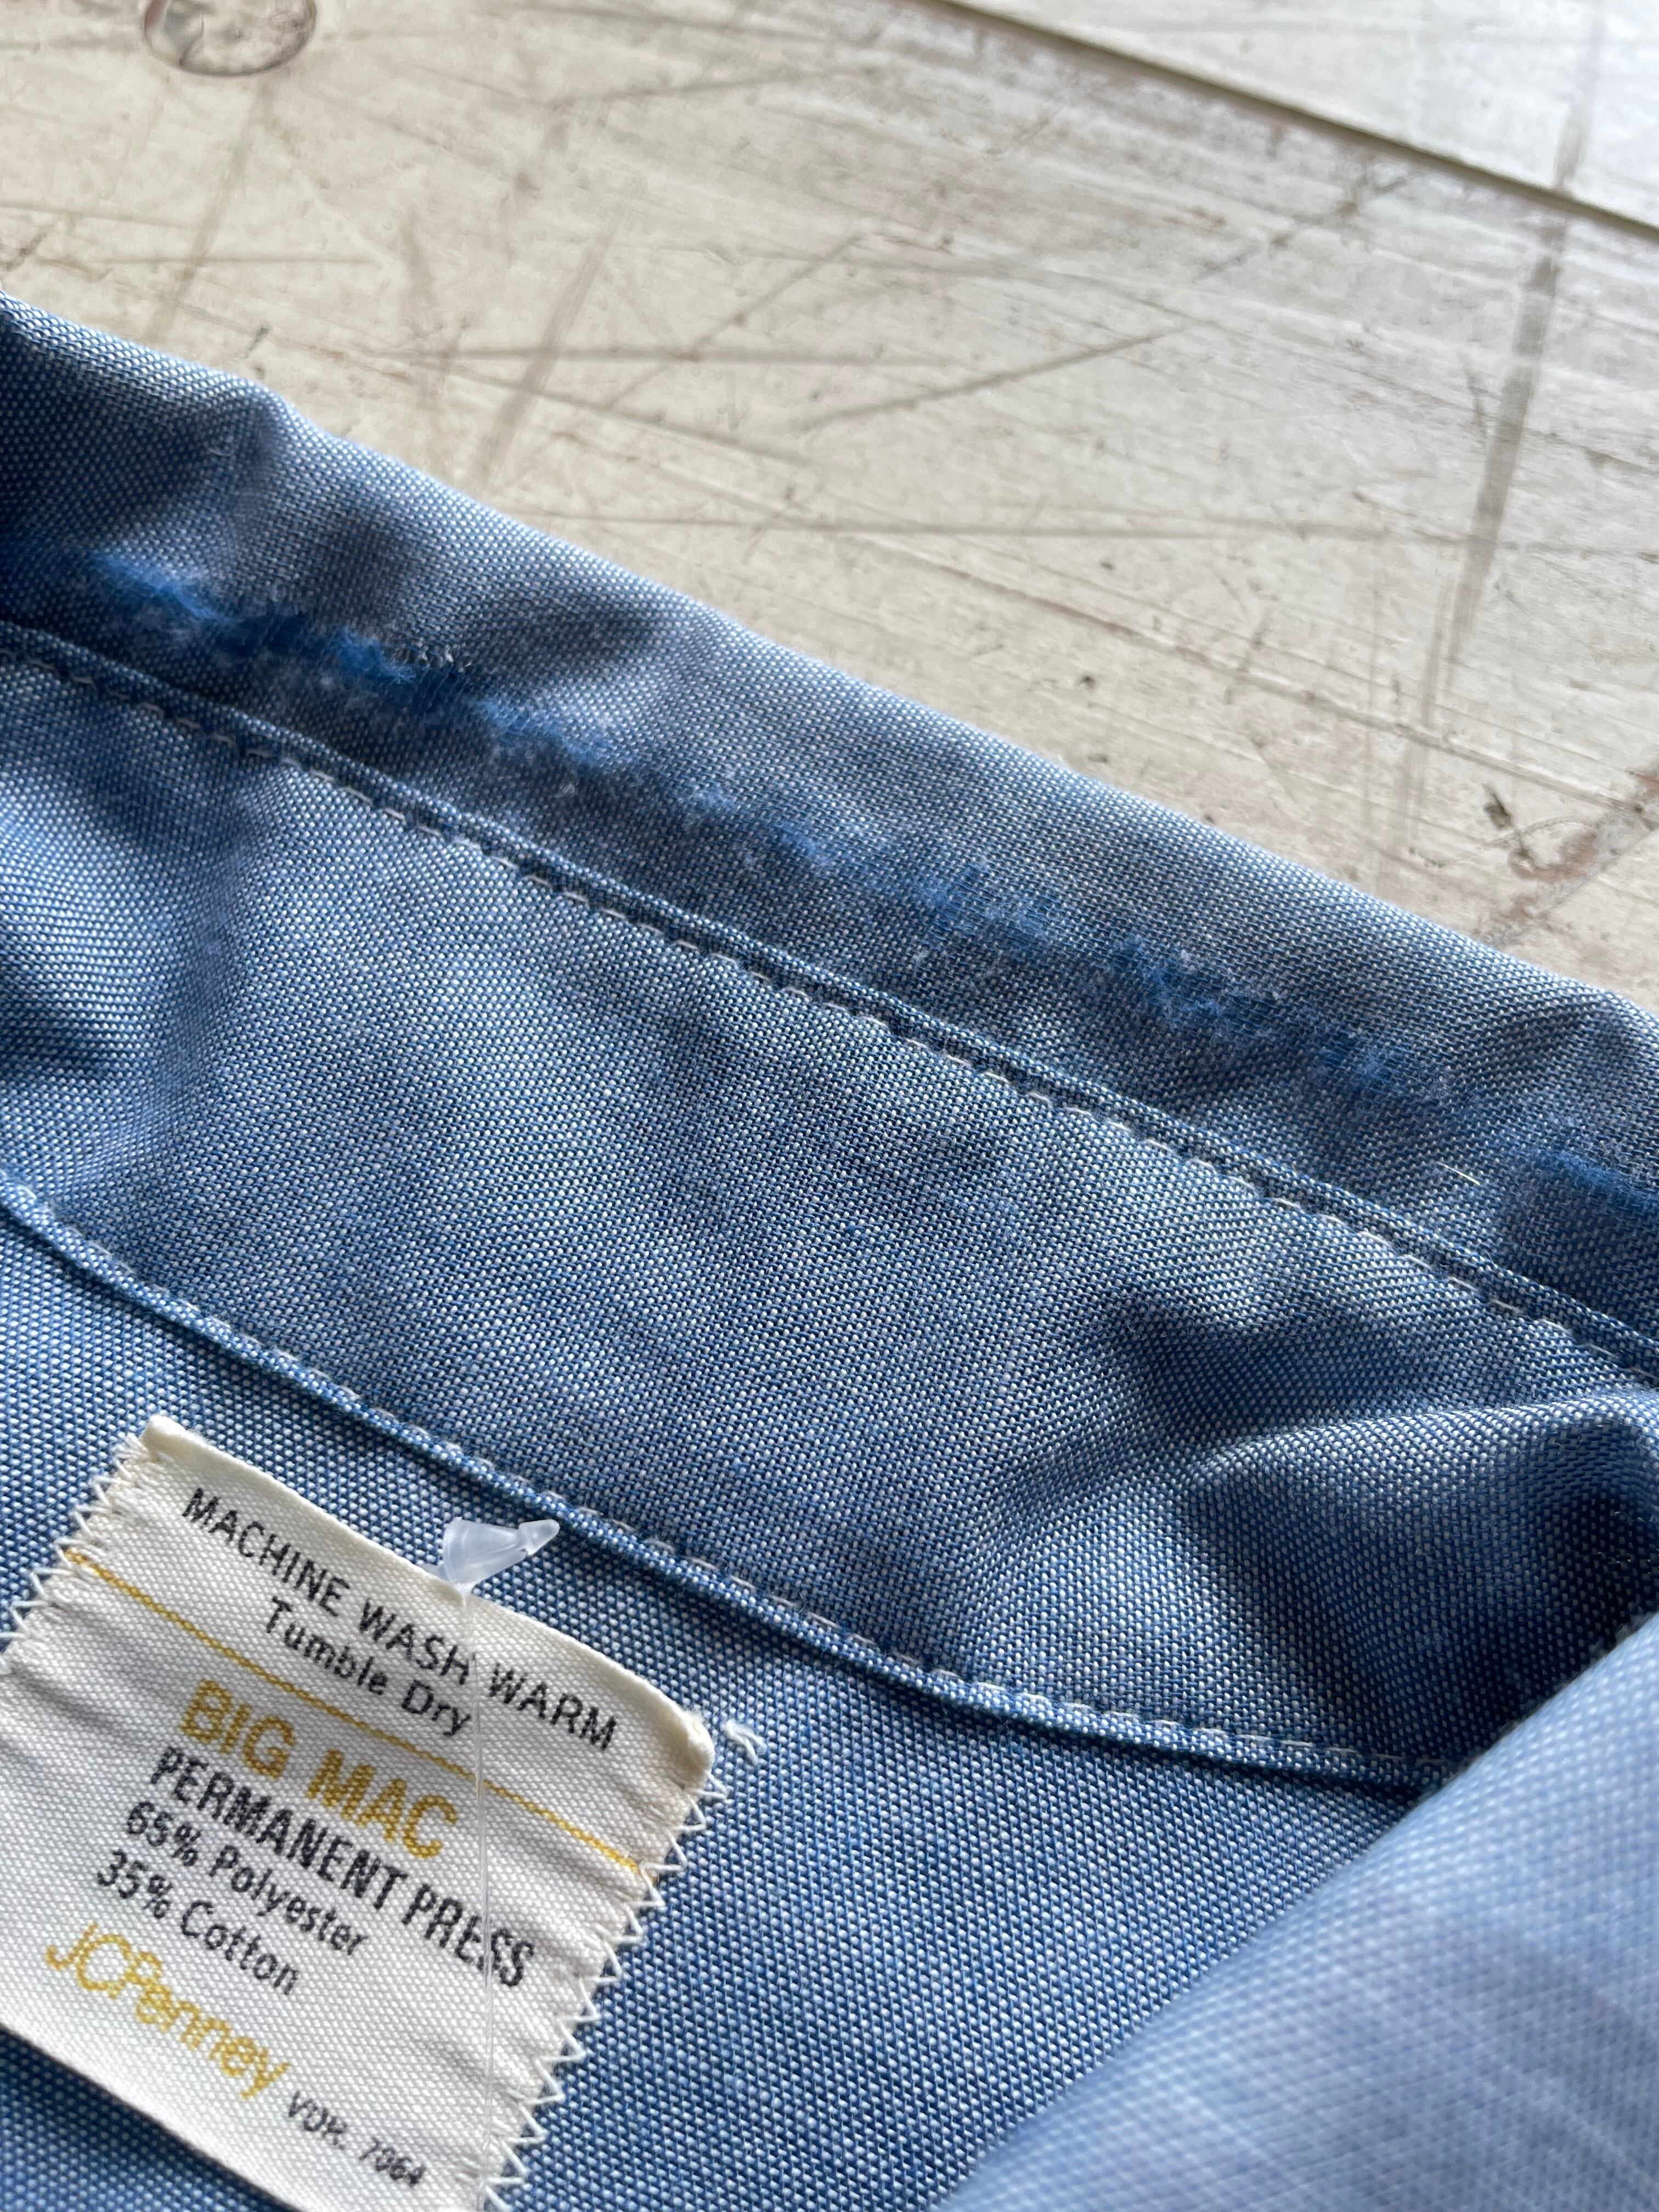 MACHINE WASH WARM
Tumble Dry
BIG MAC
PERMANENT PRESS
65% Polyester
35% Cotton
JCPenney VDR. 7064